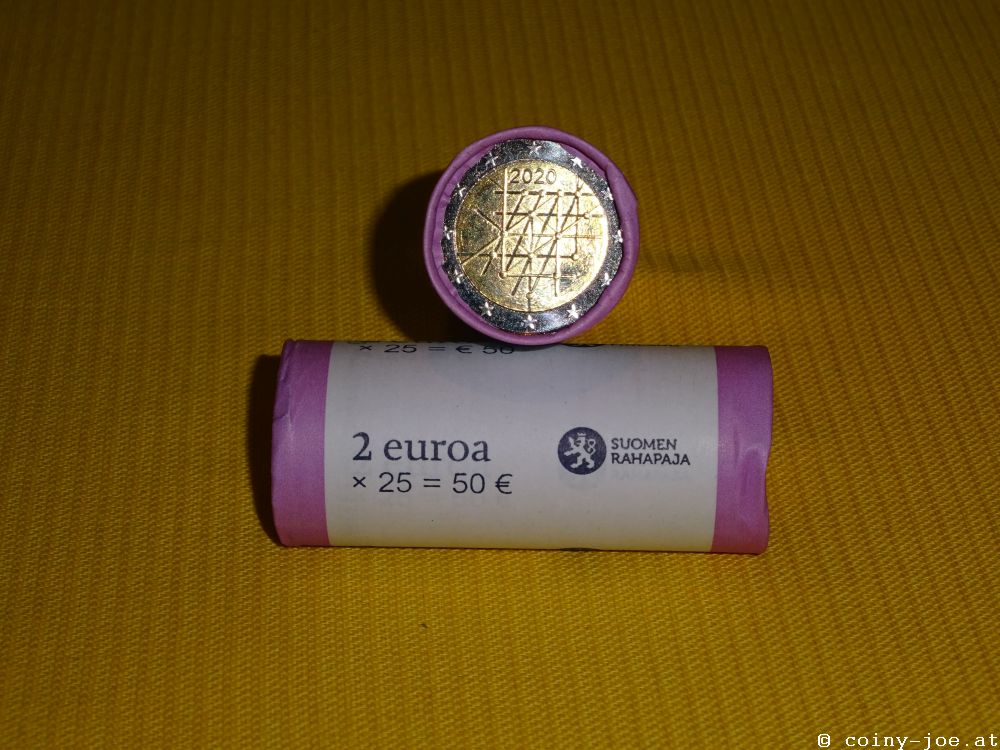 2020
× 25 = € 50
2 euroa
× 25 = 50 €
SUOMEN
RAHAPAJA
© coiny-joe.at